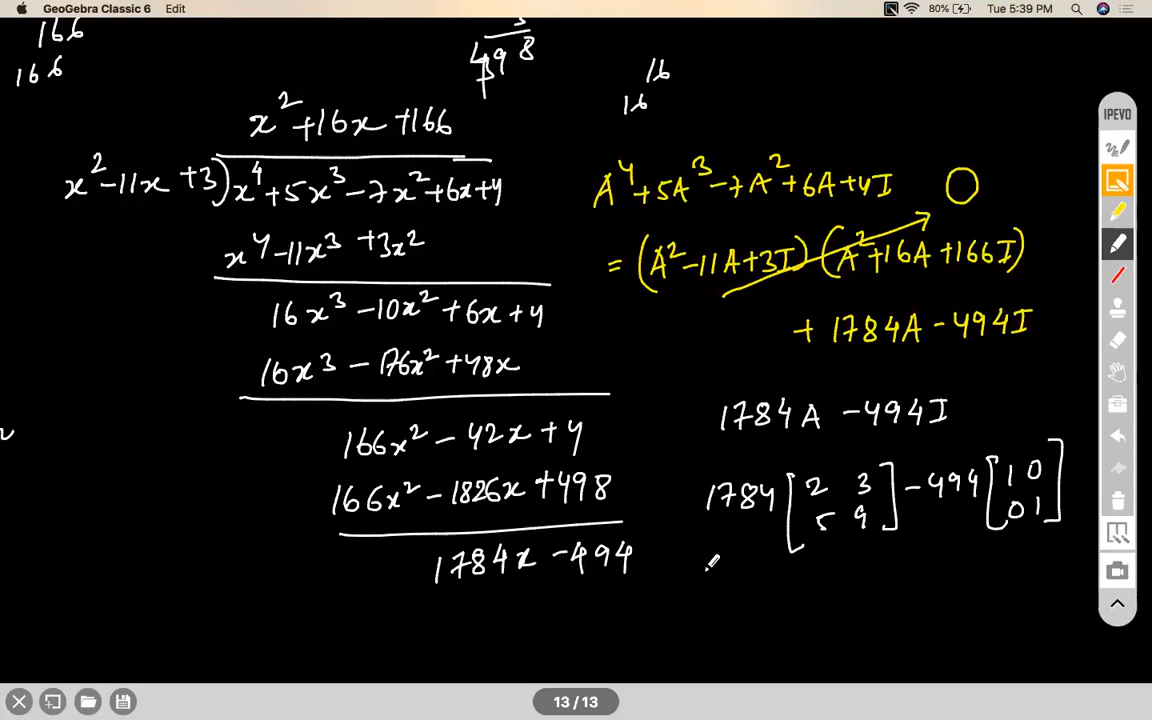 GeoGebra Classic 6 Edit 80% Tue 5:39 PM
166
166
498
16
16
IPEVO
x² + 16x + 166
x² - 11x + 3) x⁴ + 5x³ - 7x² + 6x + 4
x⁴ - 11x³ + 3x²
16x³ - 10x² + 6x + 4
16x³ - 176x² + 48x
166x² - 42x + 4
166x² - 1826x + 498
1784x - 494
A⁴ + 5A³ - 7A² + 6A + 4I O
= (A² - 11A + 3I) (A² + 16A + 166I)
+ 1784A - 494I
1784A - 494I
1784 [2 3 - 494 [1 0
5 9] 0 1]
13 / 13